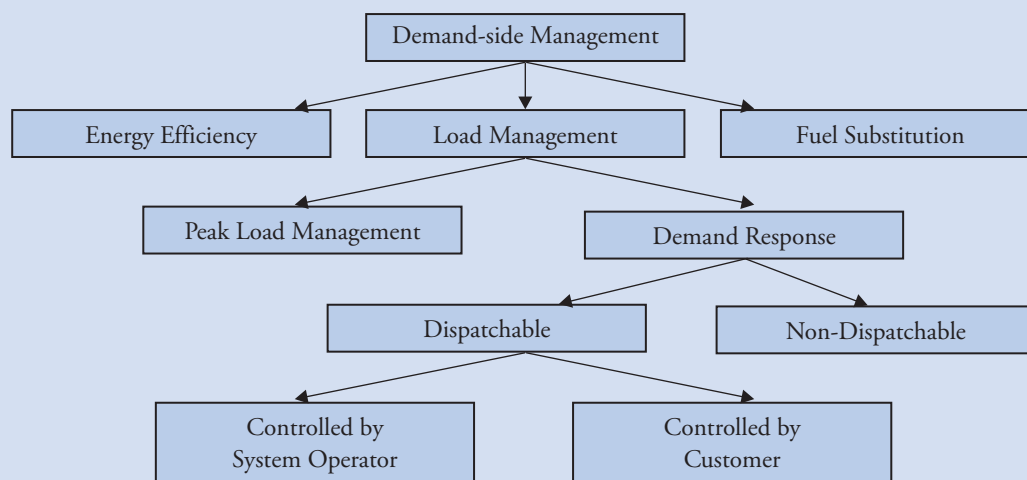 Demand-side Management
Energy Efficiency
Load Management
Fuel Substitution
Peak Load Management
Demand Response
Dispatchable
Non-Dispatchable
Controlled by
System Operator
Controlled by
Customer